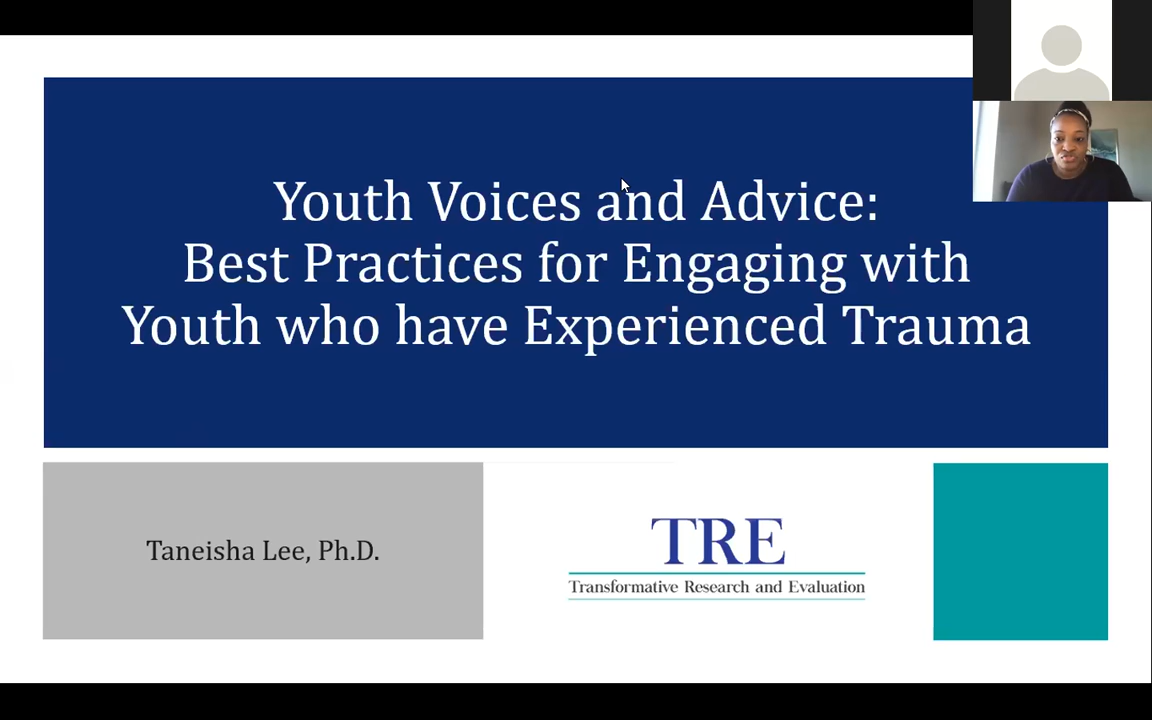 Youth Voices and Advice:
Best Practices for Engaging with
Youth who have Experienced Trauma
Taneisha Lee, Ph.D.
TRE
Transformative Research and Evaluation